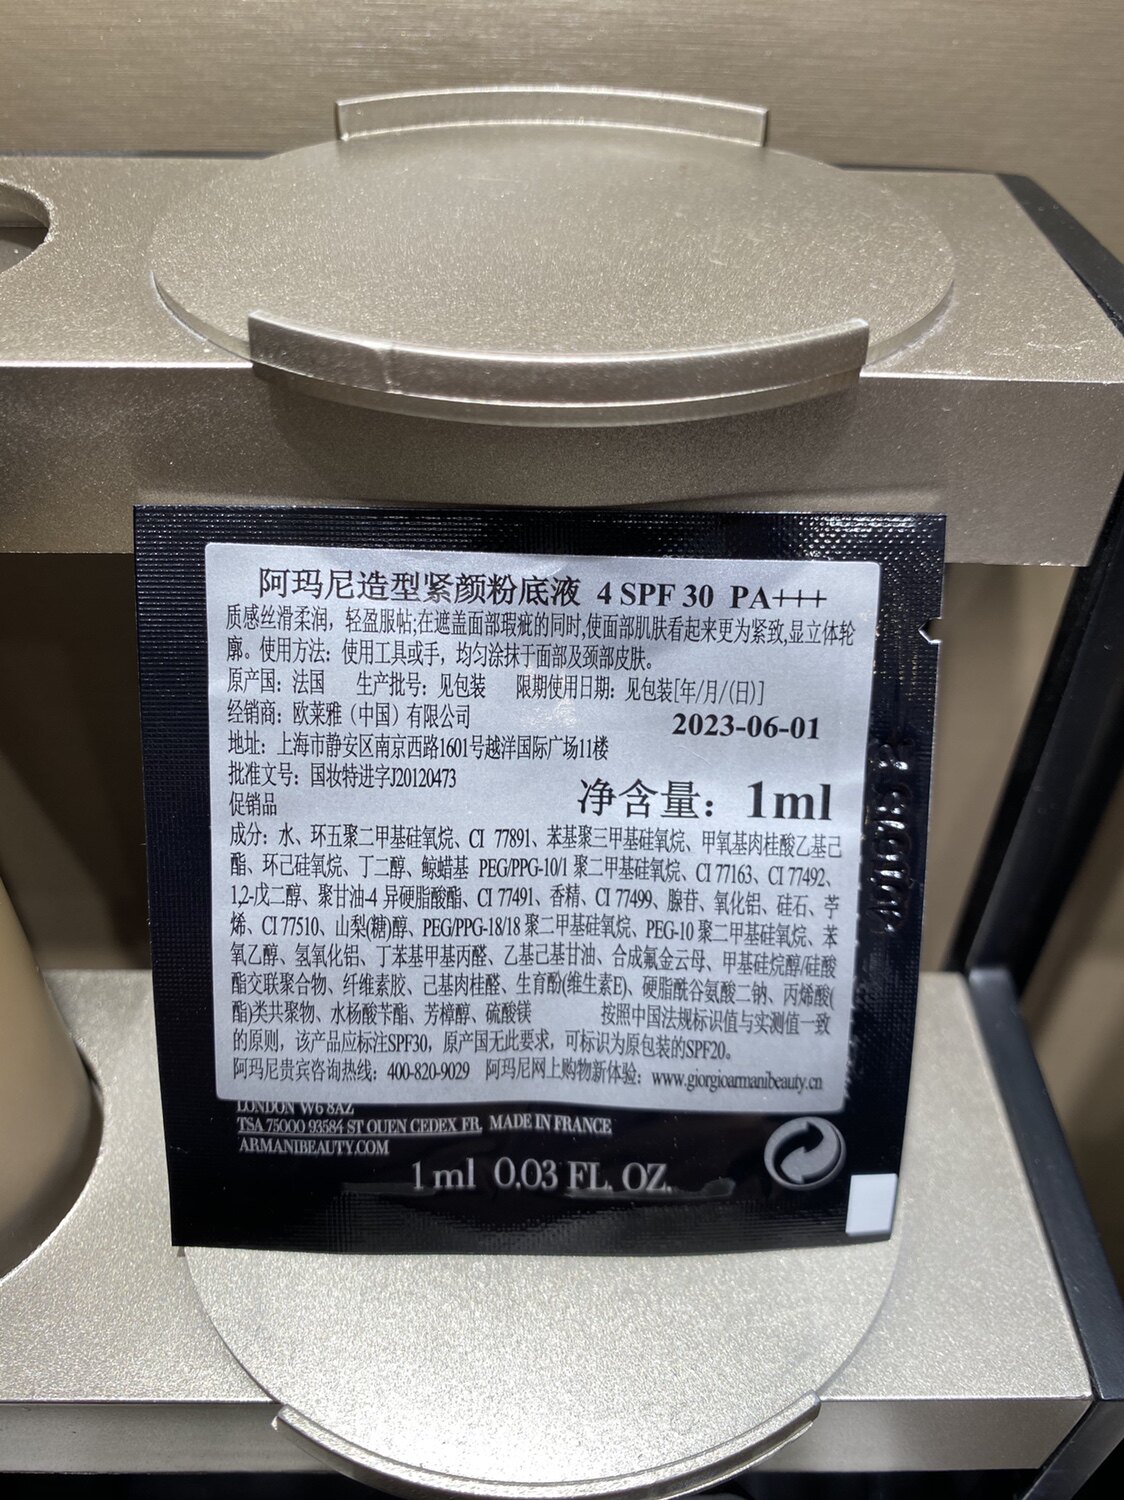 阿玛尼造型紧颜粉底液 4 SPF 30 PA+++
质感丝滑柔润，轻盈服帖;在遮盖面部瑕疵的同时,使面部肌肤看起来更为紧致,显立体轮
廓。使用方法：使用工具或手，均匀涂抹于面部及颈部皮肤。
原产国：法国 生产批号：见包装 限期使用日期：见包装[年/月/(日)]
经销商：欧莱雅（中国）有限公司 2023-06-01
地址：上海市静安区南京西路1601号越洋国际广场11楼
批准文号：国妆特进字J20120473
促销品 净含量：1ml
成分：水、环五聚二甲基硅氧烷、CI 77891、苯基聚三甲基硅氧烷、甲氧基肉桂酸乙基己
酯、环己硅氧烷、丁二醇、鲸蜡基 PEG/PPG-10/1 聚二甲基硅氧烷、CI 77163、CI 77492、
1,2-戊二醇、聚甘油-4 异硬脂酸酯、CI 77491、香精、CI 77499、腺苷、氧化铝、硅石、苧
烯、CI 77510、山梨(糖)醇、PEG/PPG-18/18 聚二甲基硅氧烷、PEG-10 聚二甲基硅氧烷、苯
氧乙醇、氢氧化铝、丁苯基甲基丙醛、乙基己基甘油、合成氟金云母、甲基硅烷醇/硅酸
酯交联聚合物、纤维素胶、己基肉桂醛、生育酚(维生素E)、硬脂酰谷氨酸二钠、丙烯酸(
酯)类共聚物、水杨酸苄酯、芳樟醇、硫酸镁 按照中国法规标识值与实测值一致
的原则，该产品应标注SPF30，原产国无此要求，可标识为原包装的SPF20。
阿玛尼贵宾咨询热线：400-820-9029 阿玛尼网上购物新体验：www.giorgioarmanibeauty.cn
LONDON W6 8AZ
TSA 75000 93584 ST OUEN CEDEX FR, MADE IN FRANCE
ARMANIBEAUTY.COM
1 ml 0.03 FL. OZ.